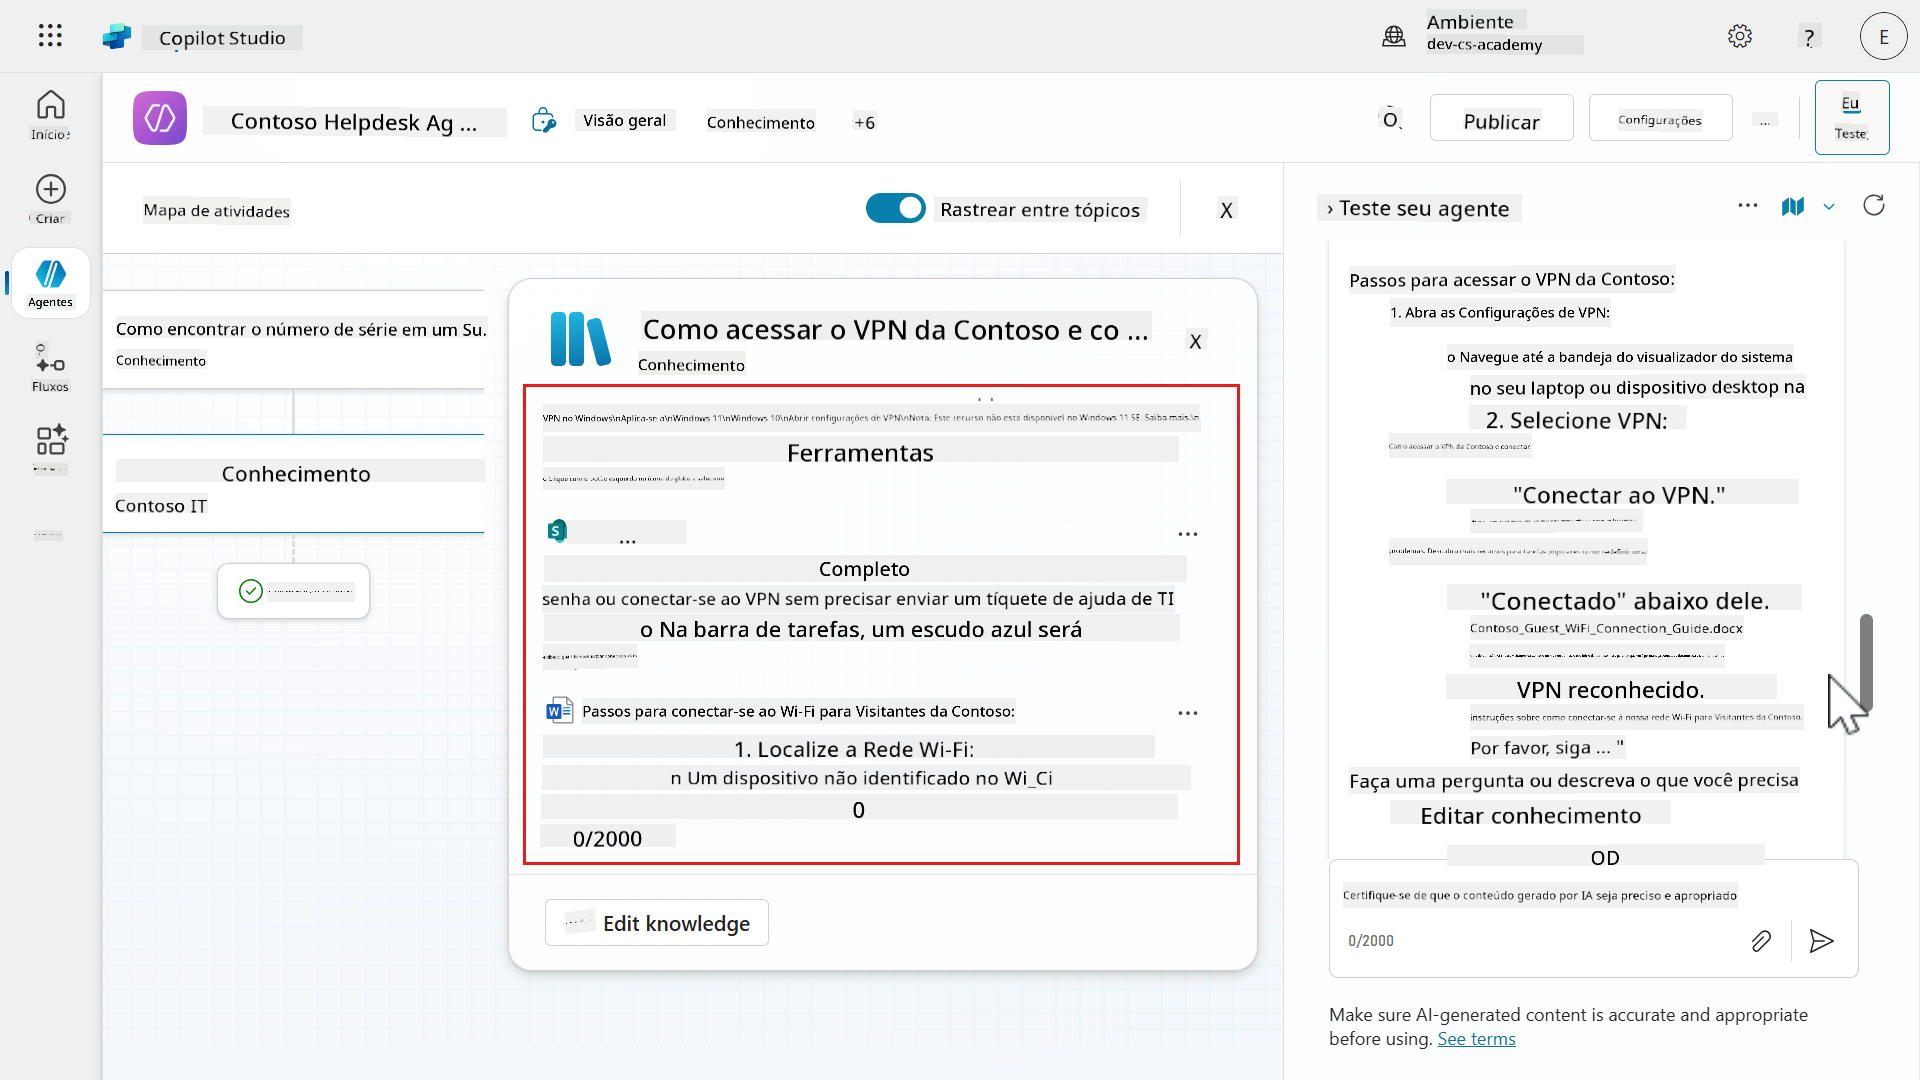 Copilot Studio
Ambiente
dev-cs-academy
?
E
Início
Contoso Helpdesk Ag ...
Visão geral
Conhecimento
+6
Publicar
Configurações
...
Eu
Teste
Criar
Mapa de atividades
Rastrear entre tópicos
X
› Teste seu agente
Agentes
Fluxos
Como encontrar o número de série em um Su.
Conhecimento
Conhecimento
Contoso IT
Como acessar o VPN da Contoso e co ...
X
Conhecimento
VPN no Windows\nAplica-se a\nWindows 11\nWindows 10\nAbrir configurações de VPN\nNota: Este recurso não está disponível no Windows 11 SE. Saiba mais.\n
Ferramentas
...
Completo
senha ou conectar-se ao VPN sem precisar enviar um tíquete de ajuda de TI
o Na barra de tarefas, um escudo azul será
Passos para conectar-se ao Wi-Fi para Visitantes da Contoso:
1. Localize a Rede Wi-Fi:
n Um dispositivo não identificado no Wi_Ci
0
0/2000
Edit knowledge
Passos para acessar o VPN da Contoso:
1. Abra as Configurações de VPN:
o Navegue até a bandeja do visualizador do sistema
no seu laptop ou dispositivo desktop na
2. Selecione VPN:
Como acessar o VPN da Contoso e conectar
"Conectar ao VPN."
"Conectado" abaixo dele.
Contoso_Guest_WiFi_Connection_Guide.docx
VPN reconhecido.
instruções sobre como conectar-se à nossa rede Wi-Fi para Visitantes da Contoso.
Por favor, siga ... "
Faça uma pergunta ou descreva o que você precisa
Editar conhecimento
OD
Certifique-se de que o conteúdo gerado por IA seja preciso e apropriado
0/2000
Make sure AI-generated content is accurate and appropriate
before using. See terms